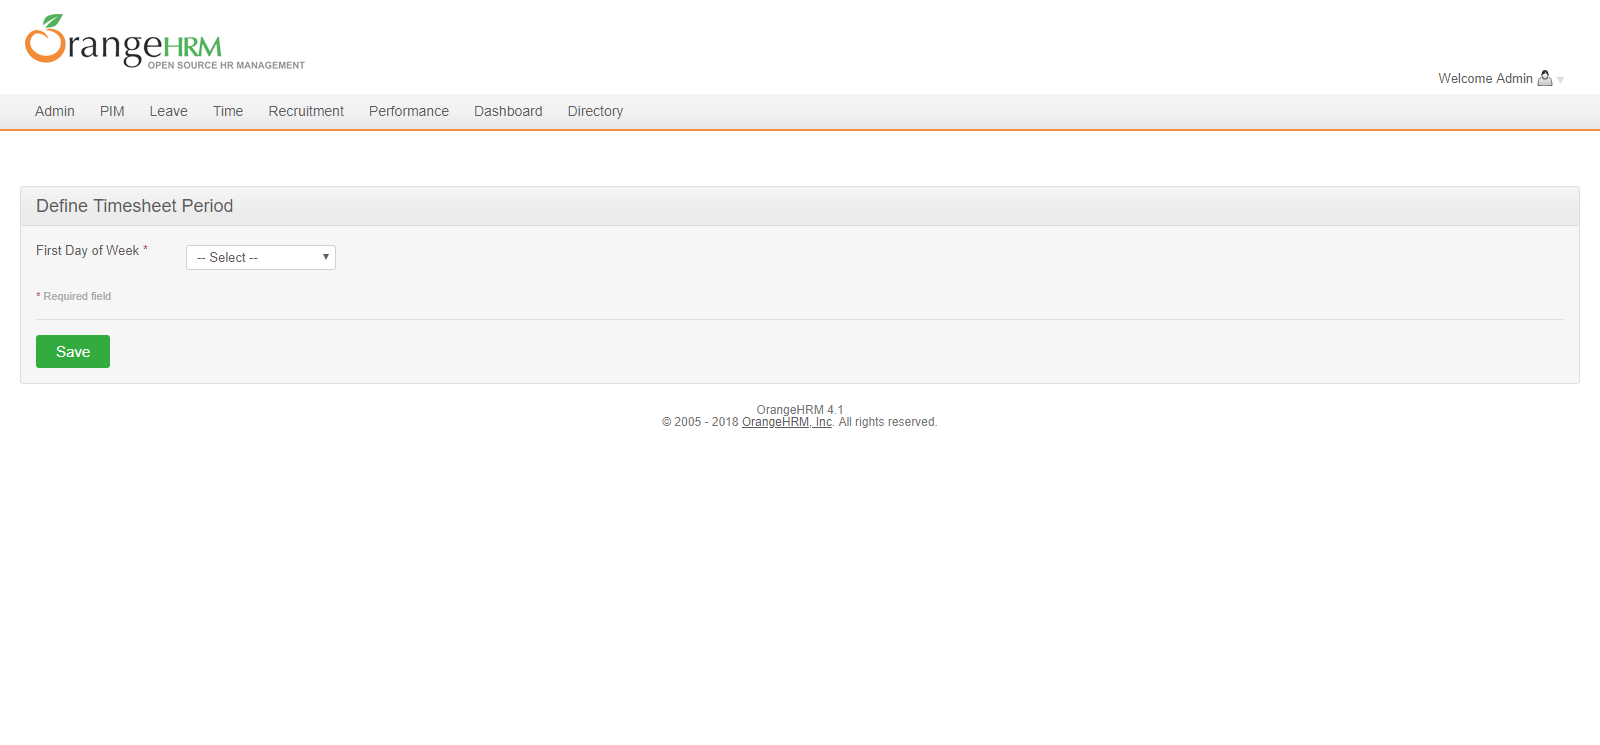 OrangeHRM
OPEN SOURCE HR MANAGEMENT
Welcome Admin
Admin PIM Leave Time Recruitment Performance Dashboard Directory
Define Timesheet Period
First Day of Week * -- Select --
* Required field
Save
OrangeHRM 4.1
© 2005 - 2018 OrangeHRM, Inc. All rights reserved.